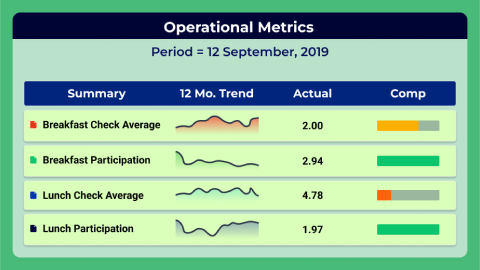 Operational Metrics
Period = 12 September, 2019
Summary 12 Mo. Trend Actual Comp
Breakfast Check Average 2.00
Breakfast Participation 2.94
Lunch Check Average 4.78
Lunch Participation 1.97